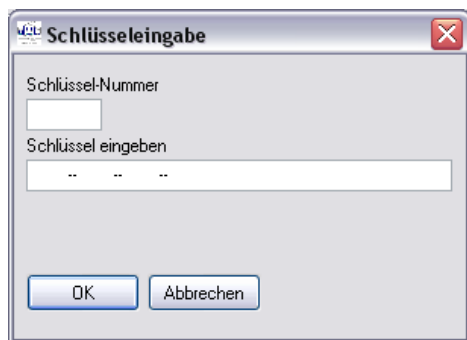 Schlüsseleingabe
Schlüssel-Nummer
Schlüssel eingeben
-- -- --
OK Abbrechen